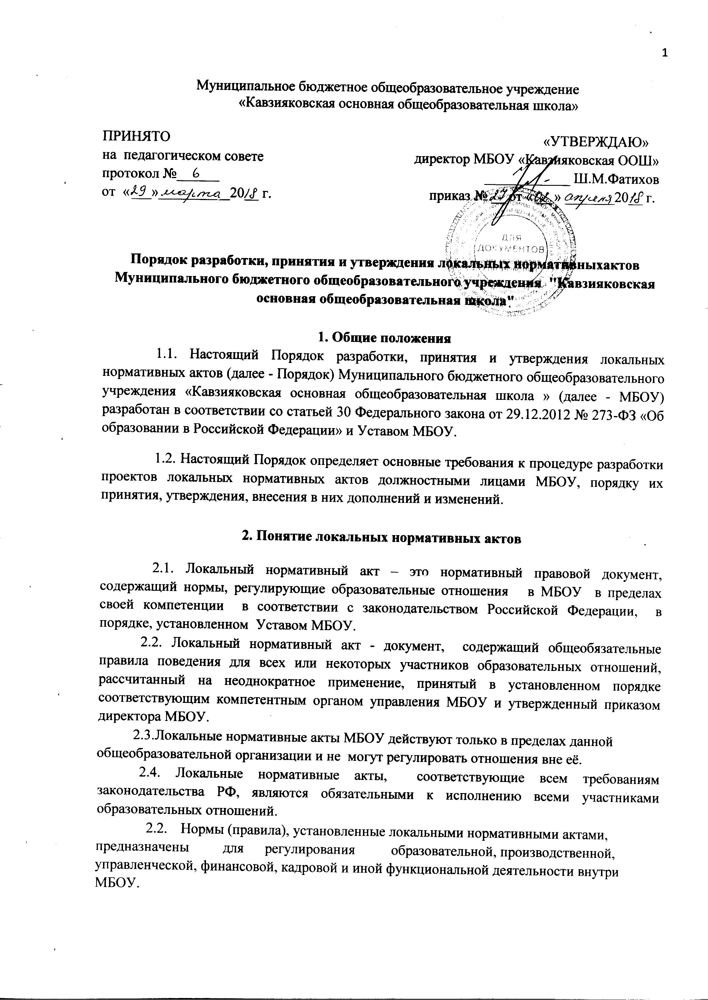 1
Муниципальное бюджетное общеобразовательное учреждение
«Кавзияковская основная общеобразовательная школа»
ПРИНЯТО
на педагогическом совете
протокол № 6
от «29» марта 2018 г.
«УТВЕРЖДАЮ»
директор МБОУ «Кавзияковская ООШ»
Ш.М.Фатихов
приказ № 27 от « » апреля 2018 г.
ДЛЯ
ДОКУМЕНТОВ
Порядок разработки, принятия и утверждения локальных нормативныхактов
Муниципального бюджетного общеобразовательного учреждения "Кавзияковская
основная общеобразовательная школа"
1. Общие положения
1.1. Настоящий Порядок разработки, принятия и утверждения локальных
нормативных актов (далее - Порядок) Муниципального бюджетного общеобразовательного
учреждения «Кавзияковская основная общеобразовательная школа » (далее - МБОУ)
разработан в соответствии со статьей 30 Федерального закона от 29.12.2012 № 273-ФЗ «Об
образовании в Российской Федерации» и Уставом МБОУ.
1.2. Настоящий Порядок определяет основные требования к процедуре разработки
проектов локальных нормативных актов должностными лицами МБОУ, порядку их
принятия, утверждения, внесения в них дополнений и изменений.
2. Понятие локальных нормативных актов
2.1. Локальный нормативный акт – это нормативный правовой документ,
содержащий нормы, регулирующие образовательные отношения в МБОУ в пределах
своей компетенции в соответствии с законодательством Российской Федерации, в
порядке, установленном Уставом МБОУ.
2.2. Локальный нормативный акт - документ, содержащий общеобязательные
правила поведения для всех или некоторых участников образовательных отношений,
рассчитанный на неоднократное применение, принятый в установленном порядке
соответствующим компетентным органом управления МБОУ и утвержденный приказом
директора МБОУ.
2.3.Локальные нормативные акты МБОУ действуют только в пределах данной
общеобразовательной организации и не могут регулировать отношения вне её.
2.4. Локальные нормативные акты, соответствующие всем требованиям
законодательства РФ, являются обязательными к исполнению всеми участниками
образовательных отношений.
2.2. Нормы (правила), установленные локальными нормативными актами,
предназначены для регулирования образовательной, производственной,
управленческой, финансовой, кадровой и иной функциональной деятельности внутри
МБОУ.